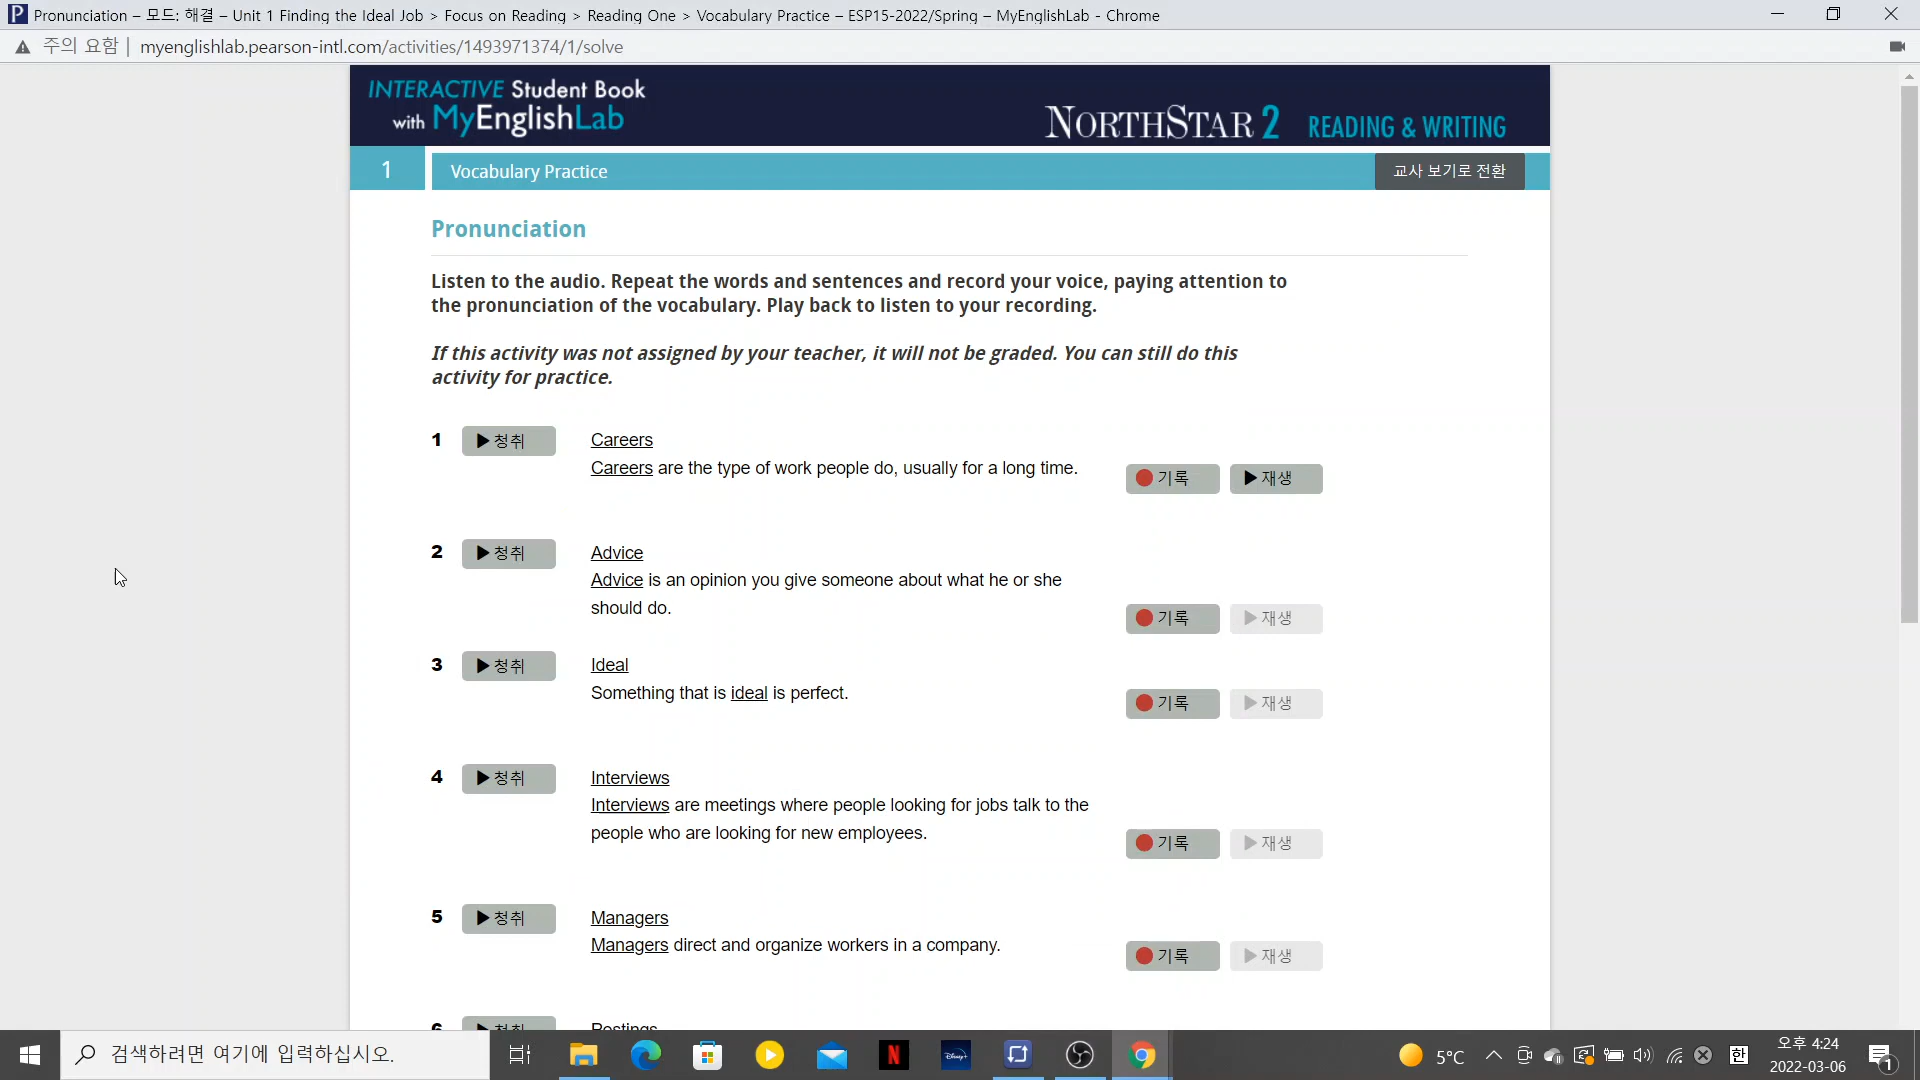 Pronunciation – 모드: 해결 – Unit 1 Finding the Ideal Job > Focus on Reading > Reading One > Vocabulary Practice – ESP15-2022/Spring – MyEnglishLab - Chrome
주의 요함 | myenglishlab.pearson-intl.com/activities/1493971374/1/solve
INTERACTIVE Student Book
with MyEnglishLab
NORTHSTAR 2 READING & WRITING
1 Vocabulary Practice 교사 보기로 전환
Pronunciation
Listen to the audio. Repeat the words and sentences and record your voice, paying attention to
the pronunciation of the vocabulary. Play back to listen to your recording.
If this activity was not assigned by your teacher, it will not be graded. You can still do this
activity for practice.
1 청취 Careers
Careers are the type of work people do, usually for a long time.
기록 재생
2 청취 Advice
Advice is an opinion you give someone about what he or she
should do.
기록 재생
3 청취 Ideal
Something that is ideal is perfect.
기록 재생
4 청취 Interviews
Interviews are meetings where people looking for jobs talk to the
people who are looking for new employees.
기록 재생
5 청취 Managers
Managers direct and organize workers in a company.
기록 재생
6 청취 Postings
검색하려면 여기에 입력하십시오.
N
Disney+
5°C
한
오후 4:24
2022-03-06
1